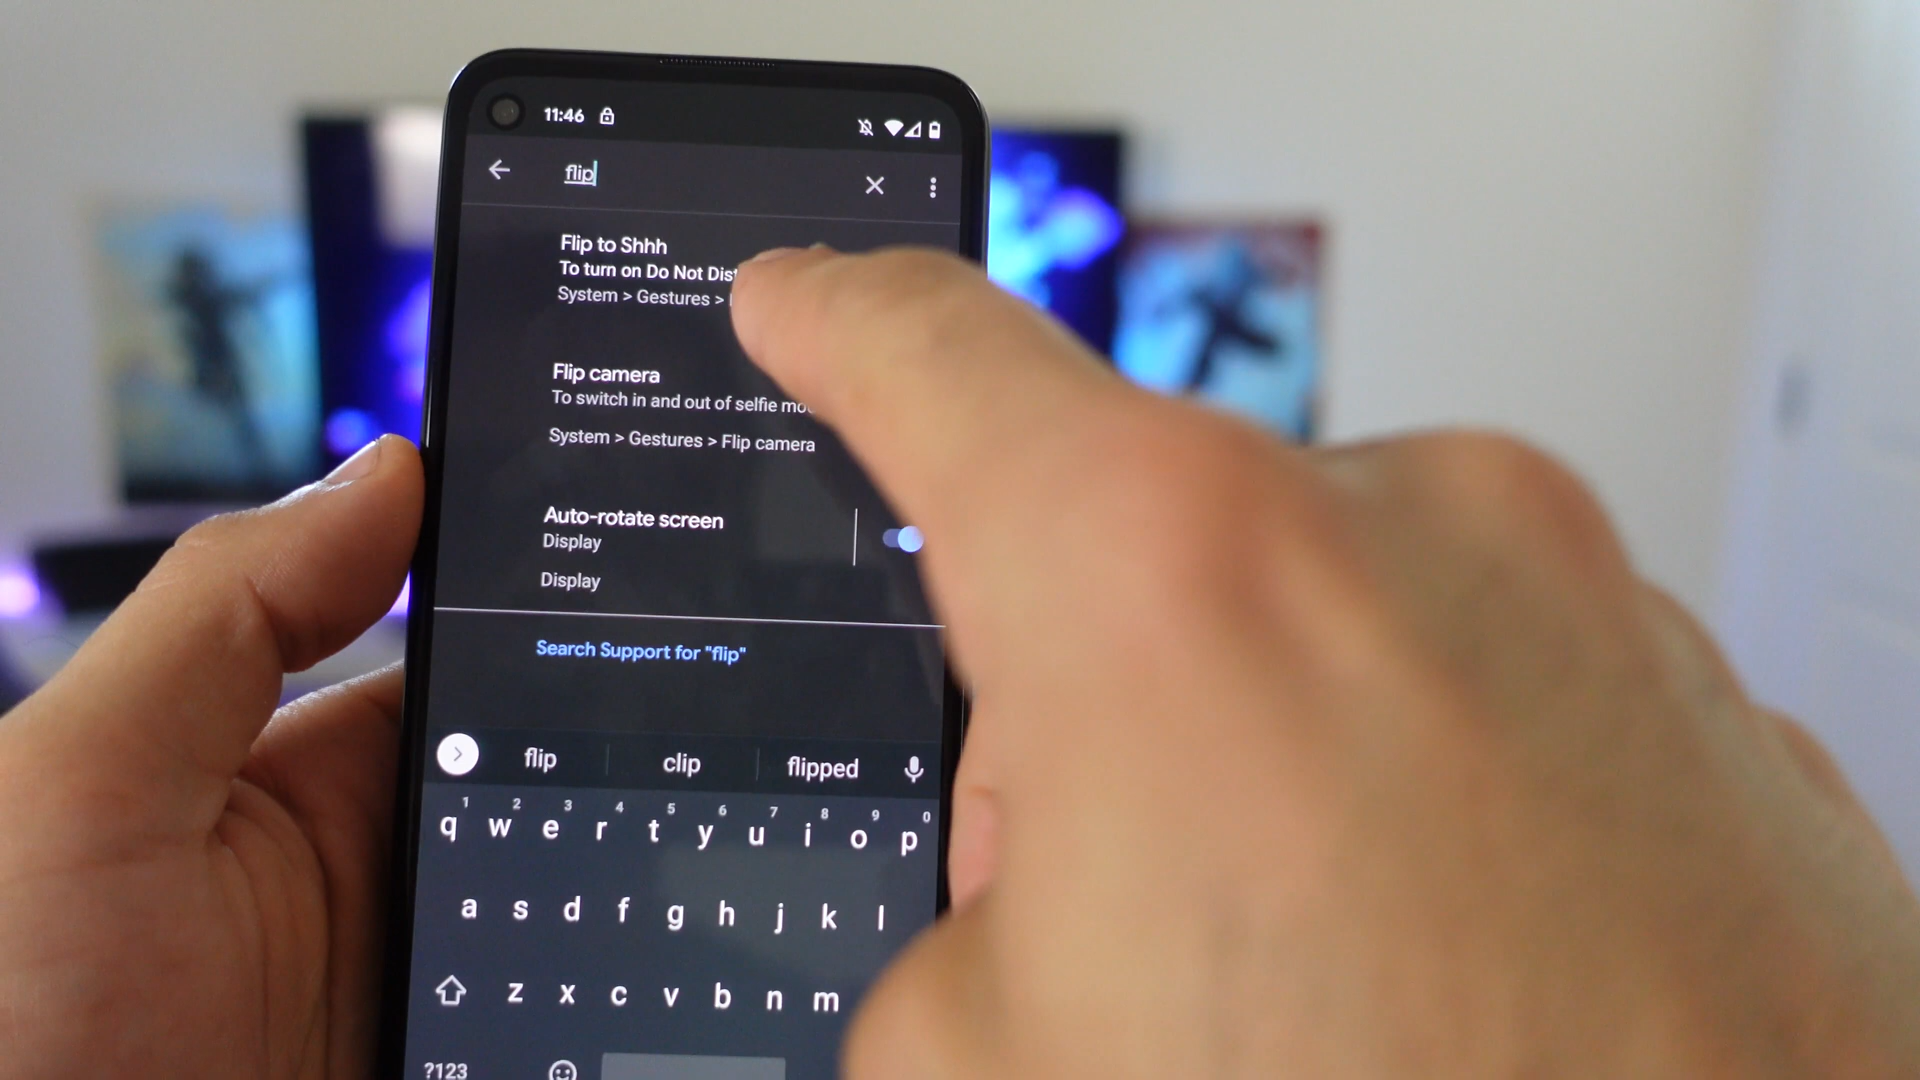 11:46
flip
Flip to Shhh
To turn on Do Not
System > Gestures >
Flip camera
To switch in and out of selfie
System > Gestures > Flip camera
Auto-rotate screen
Display
Display
Search Support for "flip"
flip clip flipped
1 2 3 4 5 6 7 8 9 0
q w e r t y u i o p
a s d f g h j k l
z x c v b n m
?123